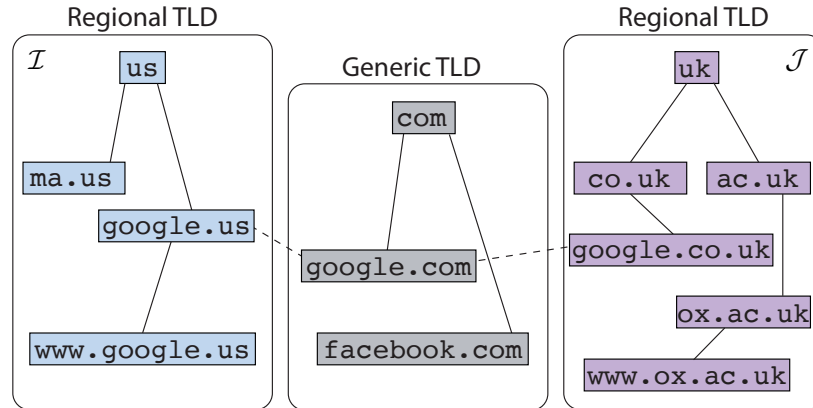 Regional TLD
Generic TLD
Regional TLD
ℐ
us
ma.us
google.us
www.google.us
com
google.com
facebook.com
𝒥
uk
co.uk
ac.uk
google.co.uk
ox.ac.uk
www.ox.ac.uk